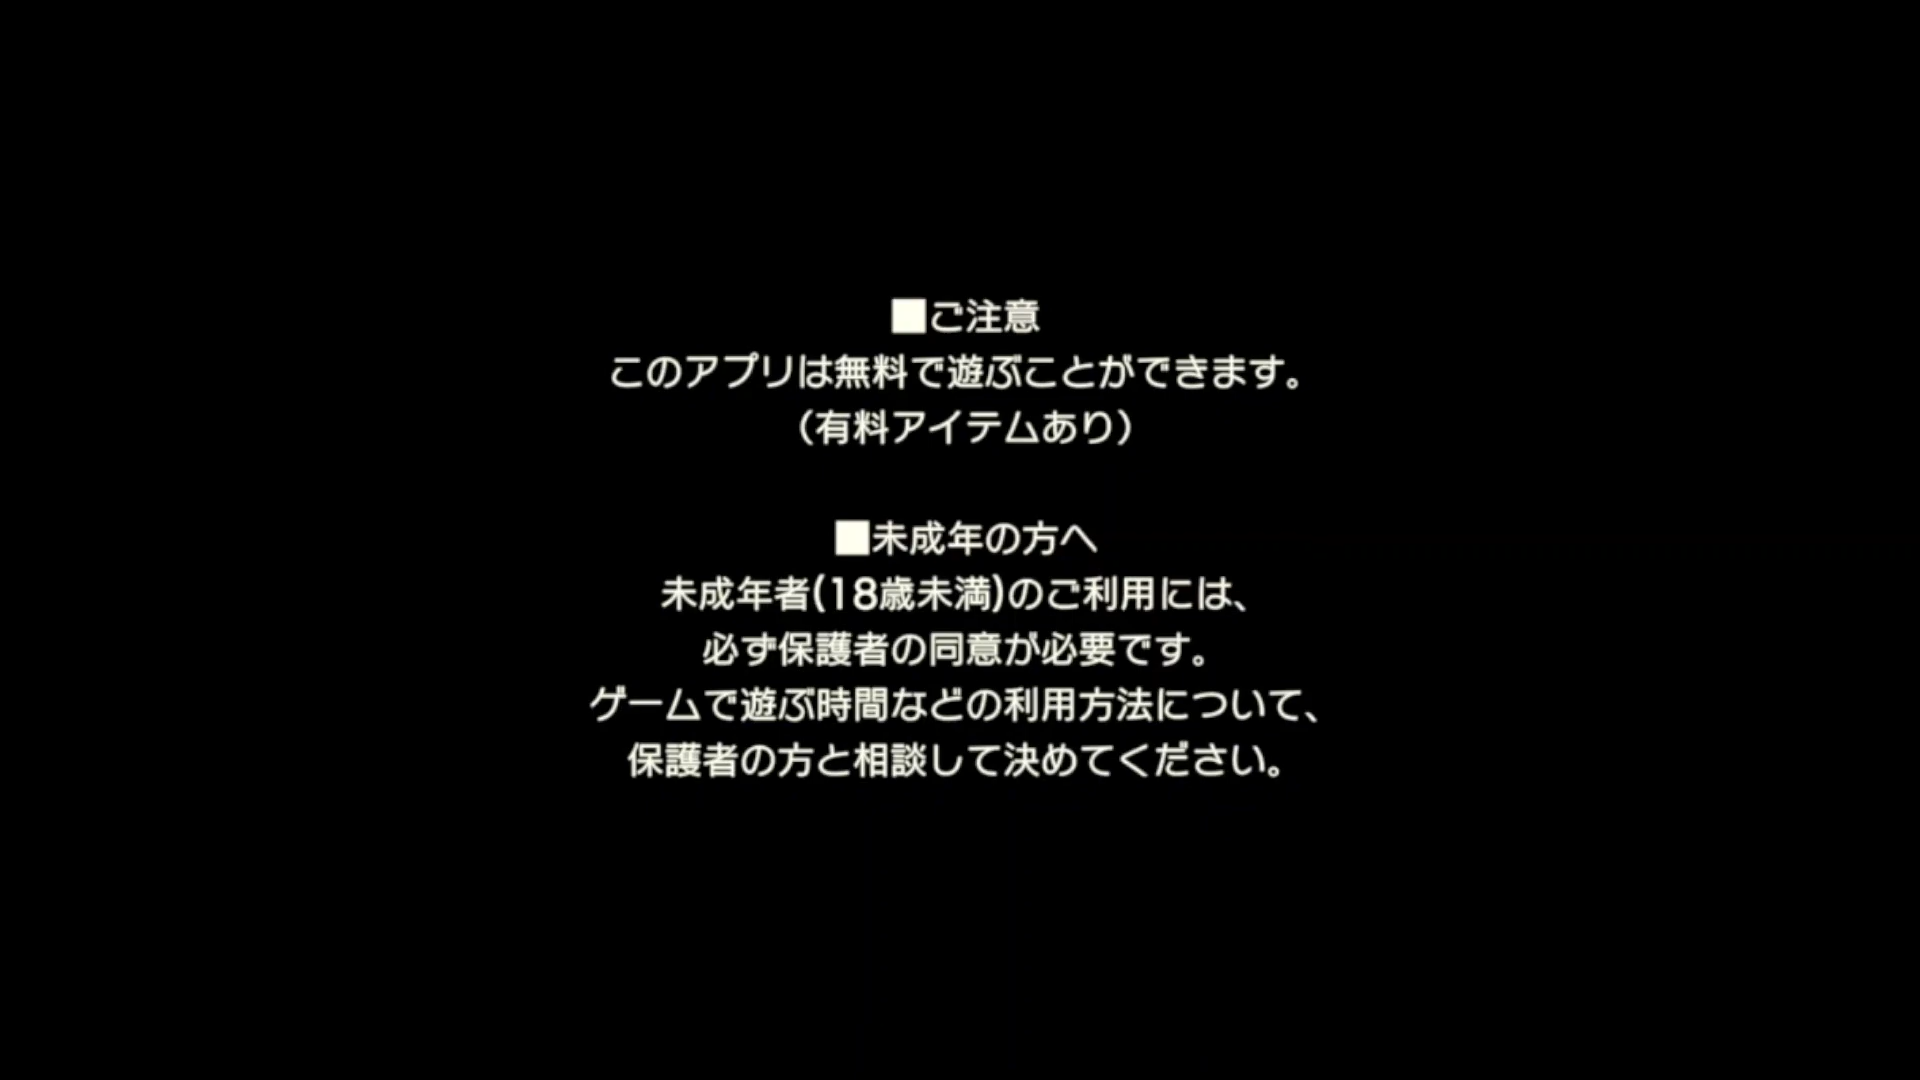 ■ご注意
このアプリは無料で遊ぶことができます。
（有料アイテムあり）
■未成年の方へ
未成年者(18歳未満)のご利用には、
必ず保護者の同意が必要です。
ゲームで遊ぶ時間などの利用方法について、
保護者の方と相談して決めてください。